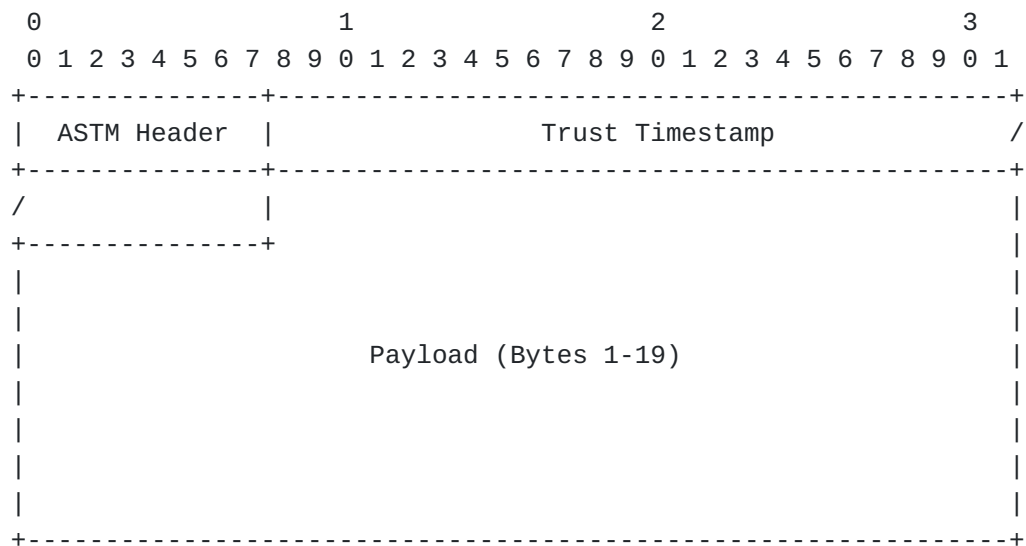 0                   1                   2                   3
 0 1 2 3 4 5 6 7 8 9 0 1 2 3 4 5 6 7 8 9 0 1 2 3 4 5 6 7 8 9 0 1
+---------------+-----------------------------------------------+
|  ASTM Header  |                 Trust Timestamp               /
+---------------+-----------------------------------------------+
/               |                                               |
+---------------+                                               |
|                                                               |
|                                                               |
|                      Payload (Bytes 1-19)                     |
|                                                               |
|                                                               |
|                                                               |
|                                                               |
+---------------------------------------------------------------+